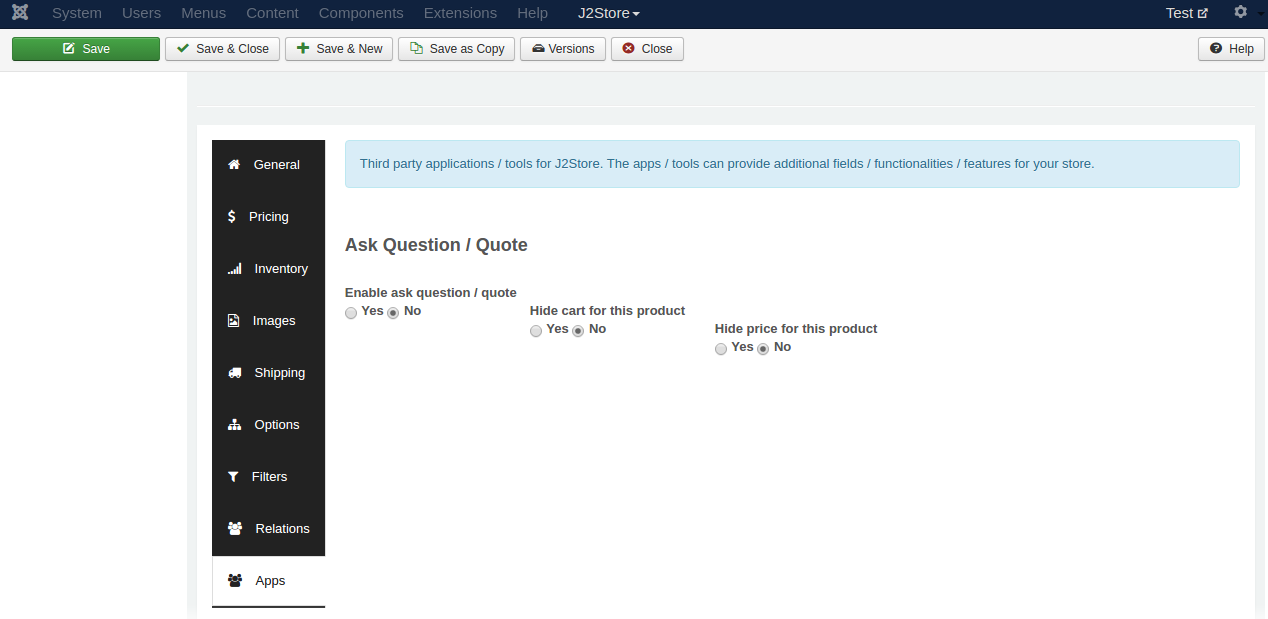 System Users Menus Content Components Extensions Help J2Store Test
Save Save & Close Save & New Save as Copy Versions Close Help
General
Pricing
Inventory
Images
Shipping
Options
Filters
Relations
Apps
Third party applications / tools for J2Store. The apps / tools can provide additional fields / functionalities / features for your store.
Ask Question / Quote
Enable ask question / quote
Yes No
Hide cart for this product
Yes No
Hide price for this product
Yes No